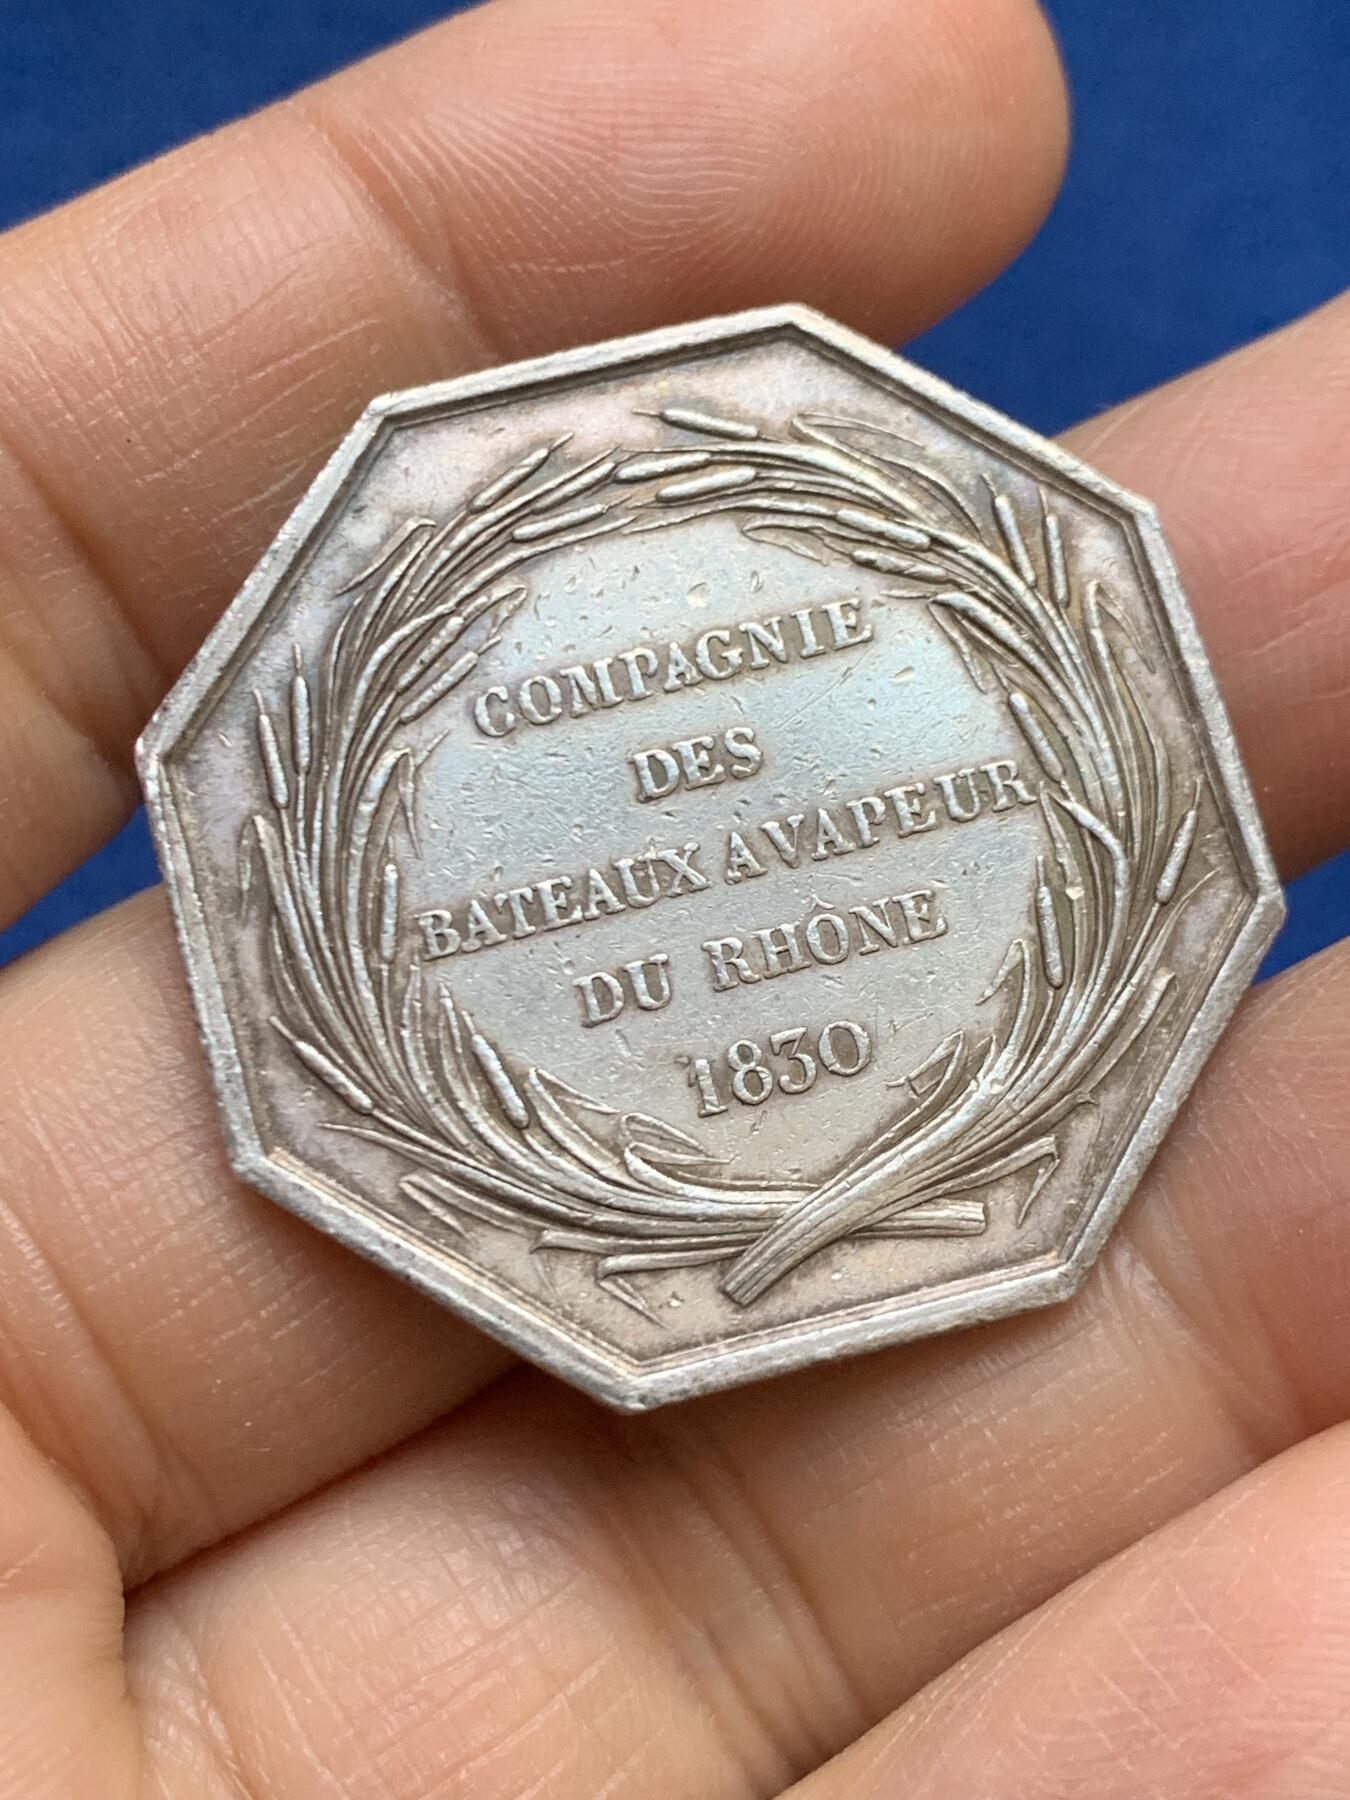 COMPAGNIE
DES
BATEAUX A VAPEUR
DU RHÔNE
1830